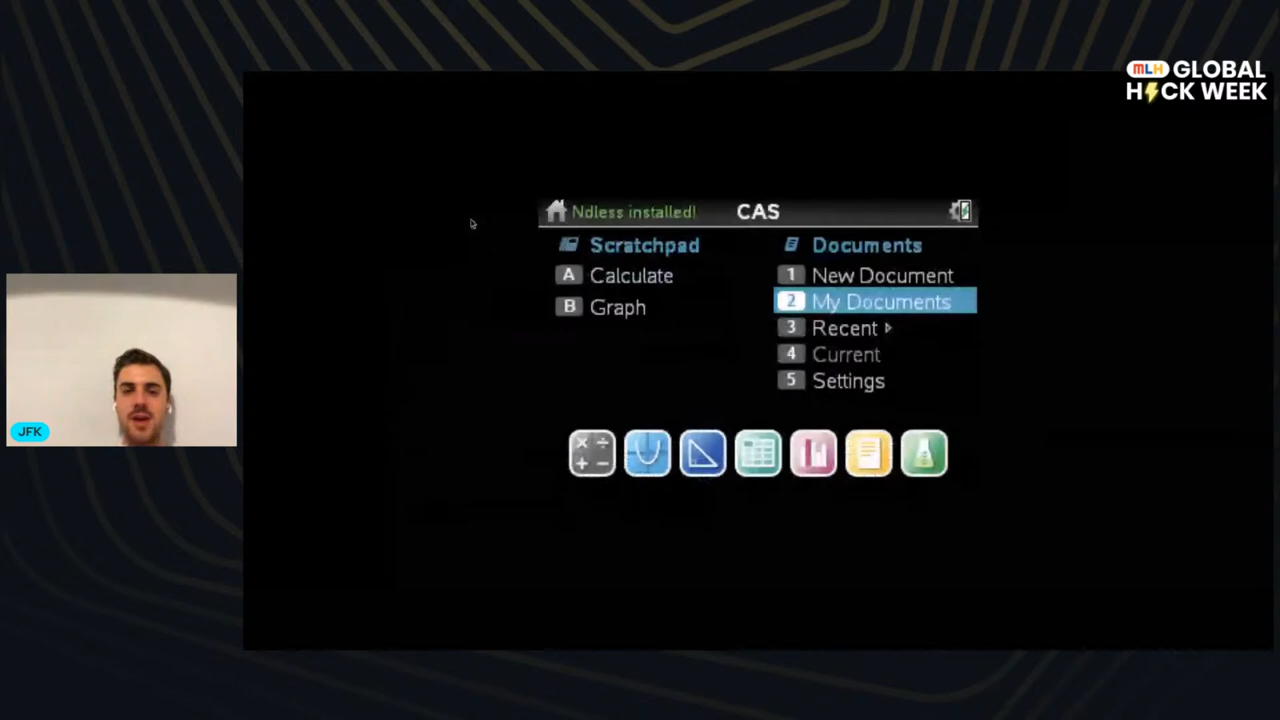 MLH GLOBAL
HACK WEEK
Ndless installed!
CAS
Scratchpad
A Calculate
B Graph
Documents
1 New Document
2 My Documents
3 Recent
4 Current
5 Settings
JFK